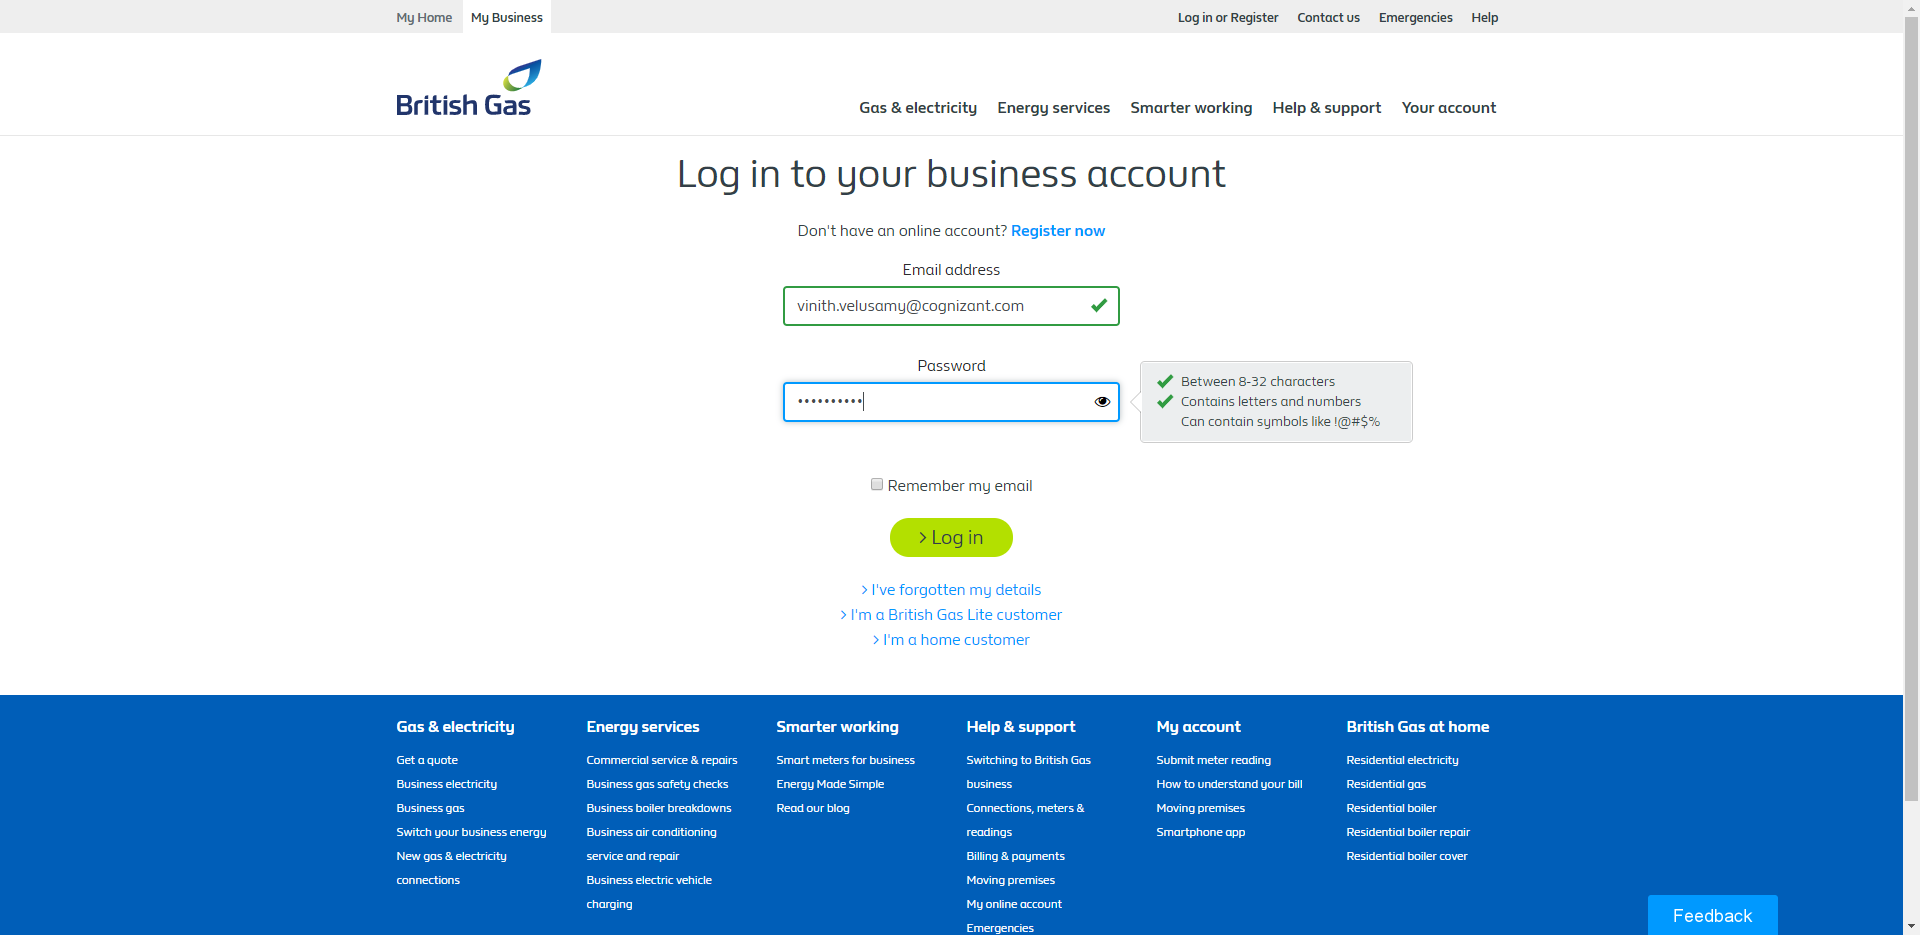 My Home
My Business
Log in or Register
Contact us
Emergencies
Help
British Gas
Gas & electricity
Energy services
Smarter working
Help & support
Your account
Log in to your business account
Don't have an online account? Register now
Email address
vinith.velusamy@cognizant.com
Password
••••••••••
Between 8-32 characters
Contains letters and numbers
Can contain symbols like !@#$%
Remember my email
> Log in
> I've forgotten my details
> I'm a British Gas Lite customer
> I'm a home customer
Gas & electricity
Get a quote
Business electricity
Business gas
Switch your business energy
New gas & electricity
connections
Energy services
Commercial service & repairs
Business gas safety checks
Business boiler breakdowns
Business air conditioning
service and repair
Business electric vehicle
charging
Smarter working
Smart meters for business
Energy Made Simple
Read our blog
Help & support
Switching to British Gas
business
Connections, meters &
readings
Billing & payments
Moving premises
My online account
Emergencies
My account
Submit meter reading
How to understand your bill
Moving premises
Smartphone app
British Gas at home
Residential electricity
Residential gas
Residential boiler
Residential boiler repair
Residential boiler cover
Feedback